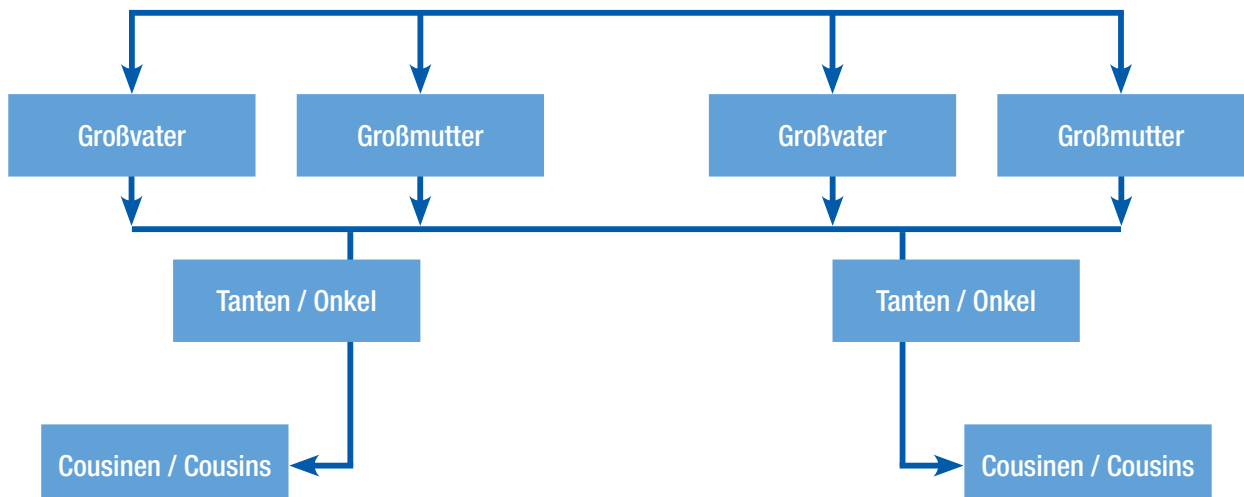 Großvater
Großmutter
Großvater
Großmutter
Tanten / Onkel
Tanten / Onkel
Cousinen / Cousins
Cousinen / Cousins